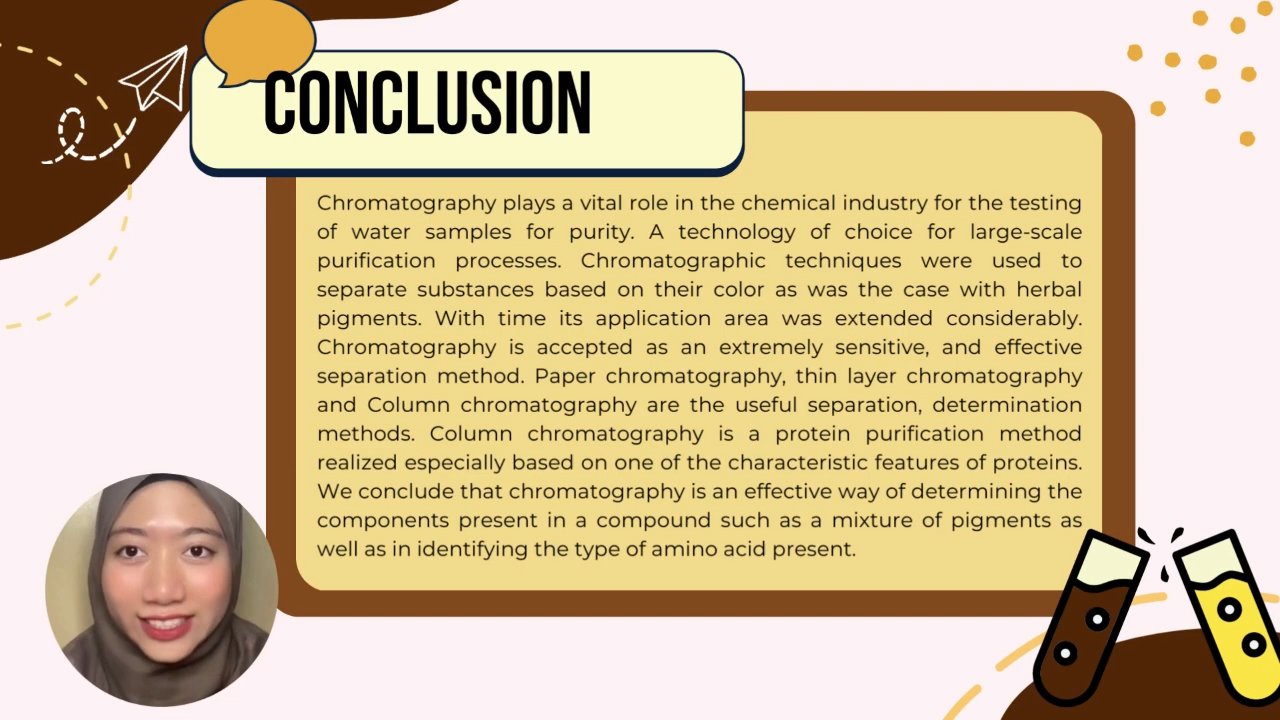 CONCLUSION
Chromatography plays a vital role in the chemical industry for the testing
of water samples for purity. A technology of choice for large-scale
purification processes. Chromatographic techniques were used to
separate substances based on their color as was the case with herbal
pigments. With time its application area was extended considerably.
Chromatography is accepted as an extremely sensitive, and effective
separation method. Paper chromatography, thin layer chromatography
and Column chromatography are the useful separation, determination
methods. Column chromatography is a protein purification method
realized especially based on one of the characteristic features of proteins.
We conclude that chromatography is an effective way of determining the
components present in a compound such as a mixture of pigments as
well as in identifying the type of amino acid present.